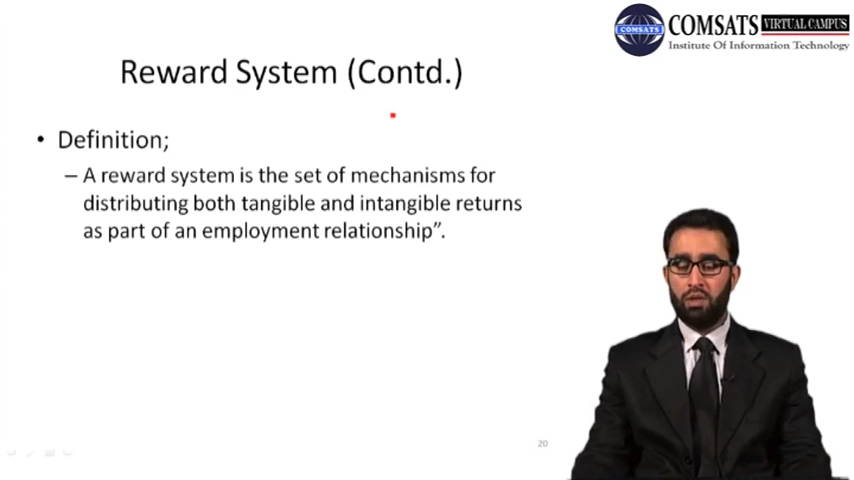 COMSATS
COMSATS VIRTUAL CAMPUS
Institute Of Information Technology
Reward System (Contd.)
• Definition;
– A reward system is the set of mechanisms for
distributing both tangible and intangible returns
as part of an employment relationship”.
20